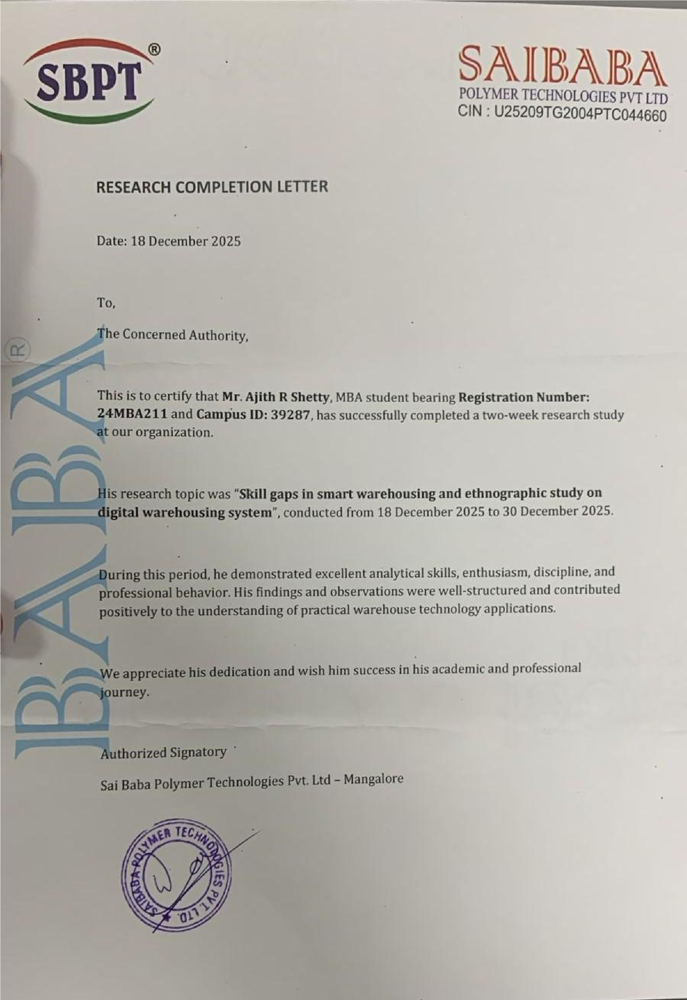 SBPT ®
SAIBABA
POLYMER TECHNOLOGIES PVT LTD
CIN : U25209TG2004PTC044660
RESEARCH COMPLETION LETTER
Date: 18 December 2025
To,
The Concerned Authority,
This is to certify that Mr. Ajith R Shetty, MBA student bearing Registration Number:
24MBA211 and Campus ID: 39287, has successfully completed a two-week research study
at our organization.
His research topic was “Skill gaps in smart warehousing and ethnographic study on
digital warehousing system”, conducted from 18 December 2025 to 30 December 2025.
During this period, he demonstrated excellent analytical skills, enthusiasm, discipline, and
professional behavior. His findings and observations were well-structured and contributed
positively to the understanding of practical warehouse technology applications.
We appreciate his dedication and wish him success in his academic and professional
journey.
Authorized Signatory
Sai Baba Polymer Technologies Pvt. Ltd – Mangalore
SAIBABA POLYMER TECHNOLOGIES PVT. LTD. ★
IBAIBABA ®